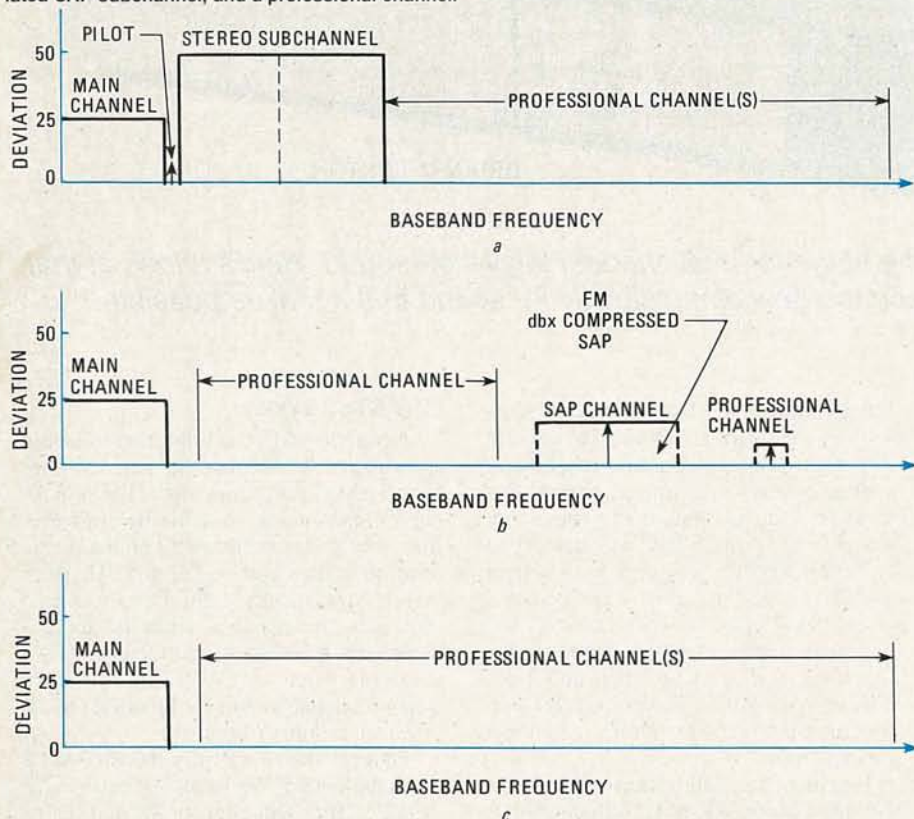 SAP subchannel, and a professional channel.
PILOT
STEREO SUBCHANNEL
50
MAIN
CHANNEL
PROFESSIONAL CHANNEL(S)
25
DEVIATION
0
BASEBAND FREQUENCY
a
FM
dbx COMPRESSED
SAP
50
MAIN
CHANNEL
PROFESSIONAL CHANNEL
SAP CHANNEL
PROFESSIONAL
CHANNEL
25
DEVIATION
0
BASEBAND FREQUENCY
b
50
MAIN
CHANNEL
PROFESSIONAL CHANNEL(S)
25
DEVIATION
0
BASEBAND FREQUENCY
c